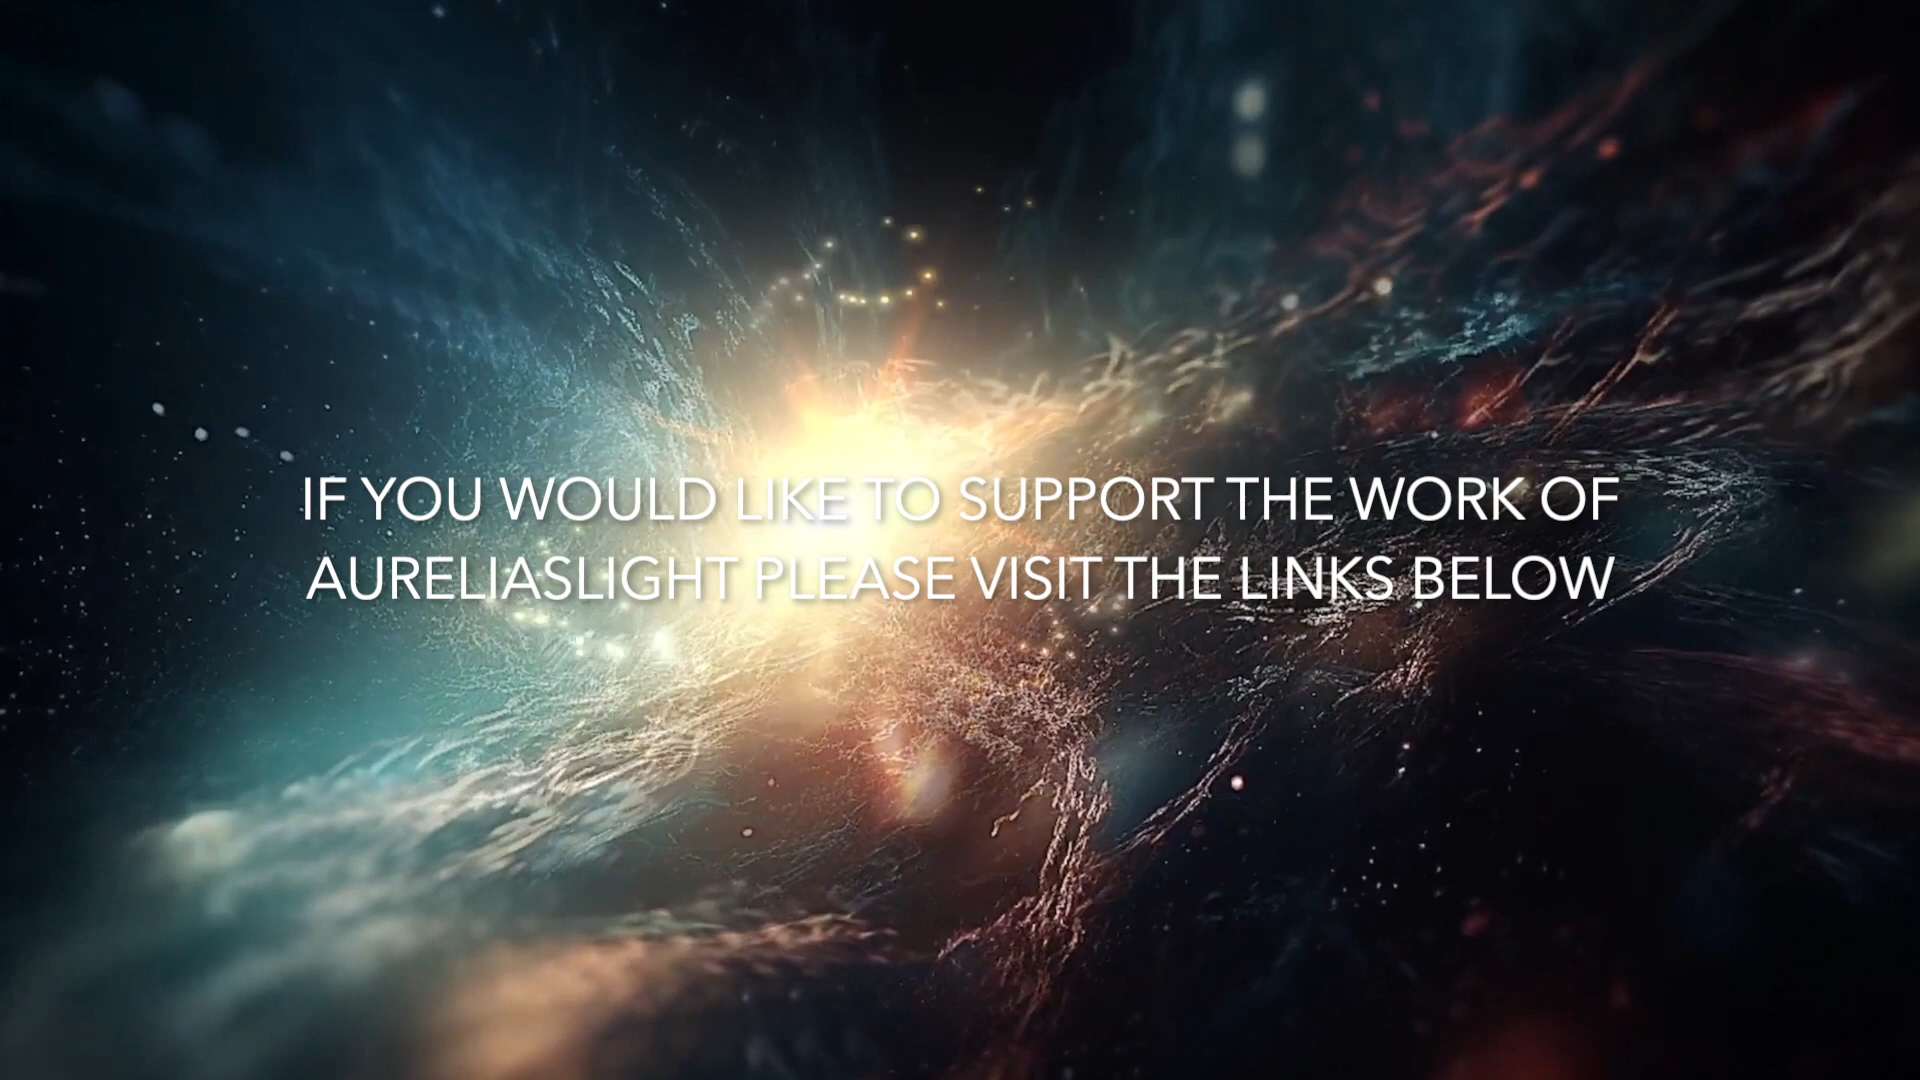 IF YOU WOULD LIKE TO SUPPORT THE WORK OF
AURELIASLIGHT PLEASE VISIT THE LINKS BELOW